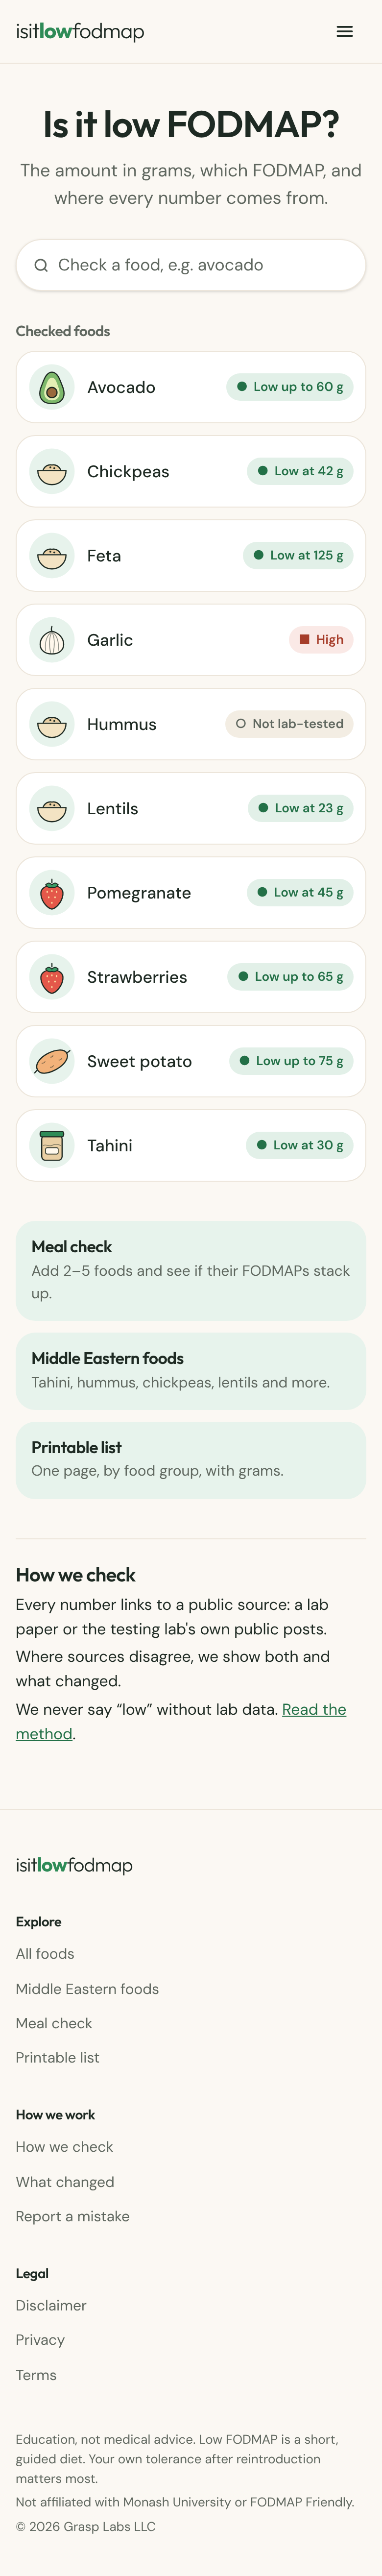 isitlowfodmap
Is it low FODMAP?
The amount in grams, which FODMAP, and
where every number comes from.
Check a food, e.g. avocado
Checked foods
Avocado
Low up to 60 g
Chickpeas
Low at 42 g
Feta
Low at 125 g
Garlic
High
Hummus
Not lab-tested
Lentils
Low at 23 g
Pomegranate
Low at 45 g
Strawberries
Low up to 65 g
Sweet potato
Low up to 75 g
Tahini
Low at 30 g
Meal check
Add 2–5 foods and see if their FODMAPs stack
up.
Middle Eastern foods
Tahini, hummus, chickpeas, lentils and more.
Printable list
One page, by food group, with grams.
How we check
Every number links to a public source: a lab
paper or the testing lab's own public posts.
Where sources disagree, we show both and
what changed.
We never say “low” without lab data. Read the
method.
isitlowfodmap
Explore
All foods
Middle Eastern foods
Meal check
Printable list
How we work
How we check
What changed
Report a mistake
Legal
Disclaimer
Privacy
Terms
Education, not medical advice. Low FODMAP is a short,
guided diet. Your own tolerance after reintroduction
matters most.
Not affiliated with Monash University or FODMAP Friendly.
© 2026 Grasp Labs LLC